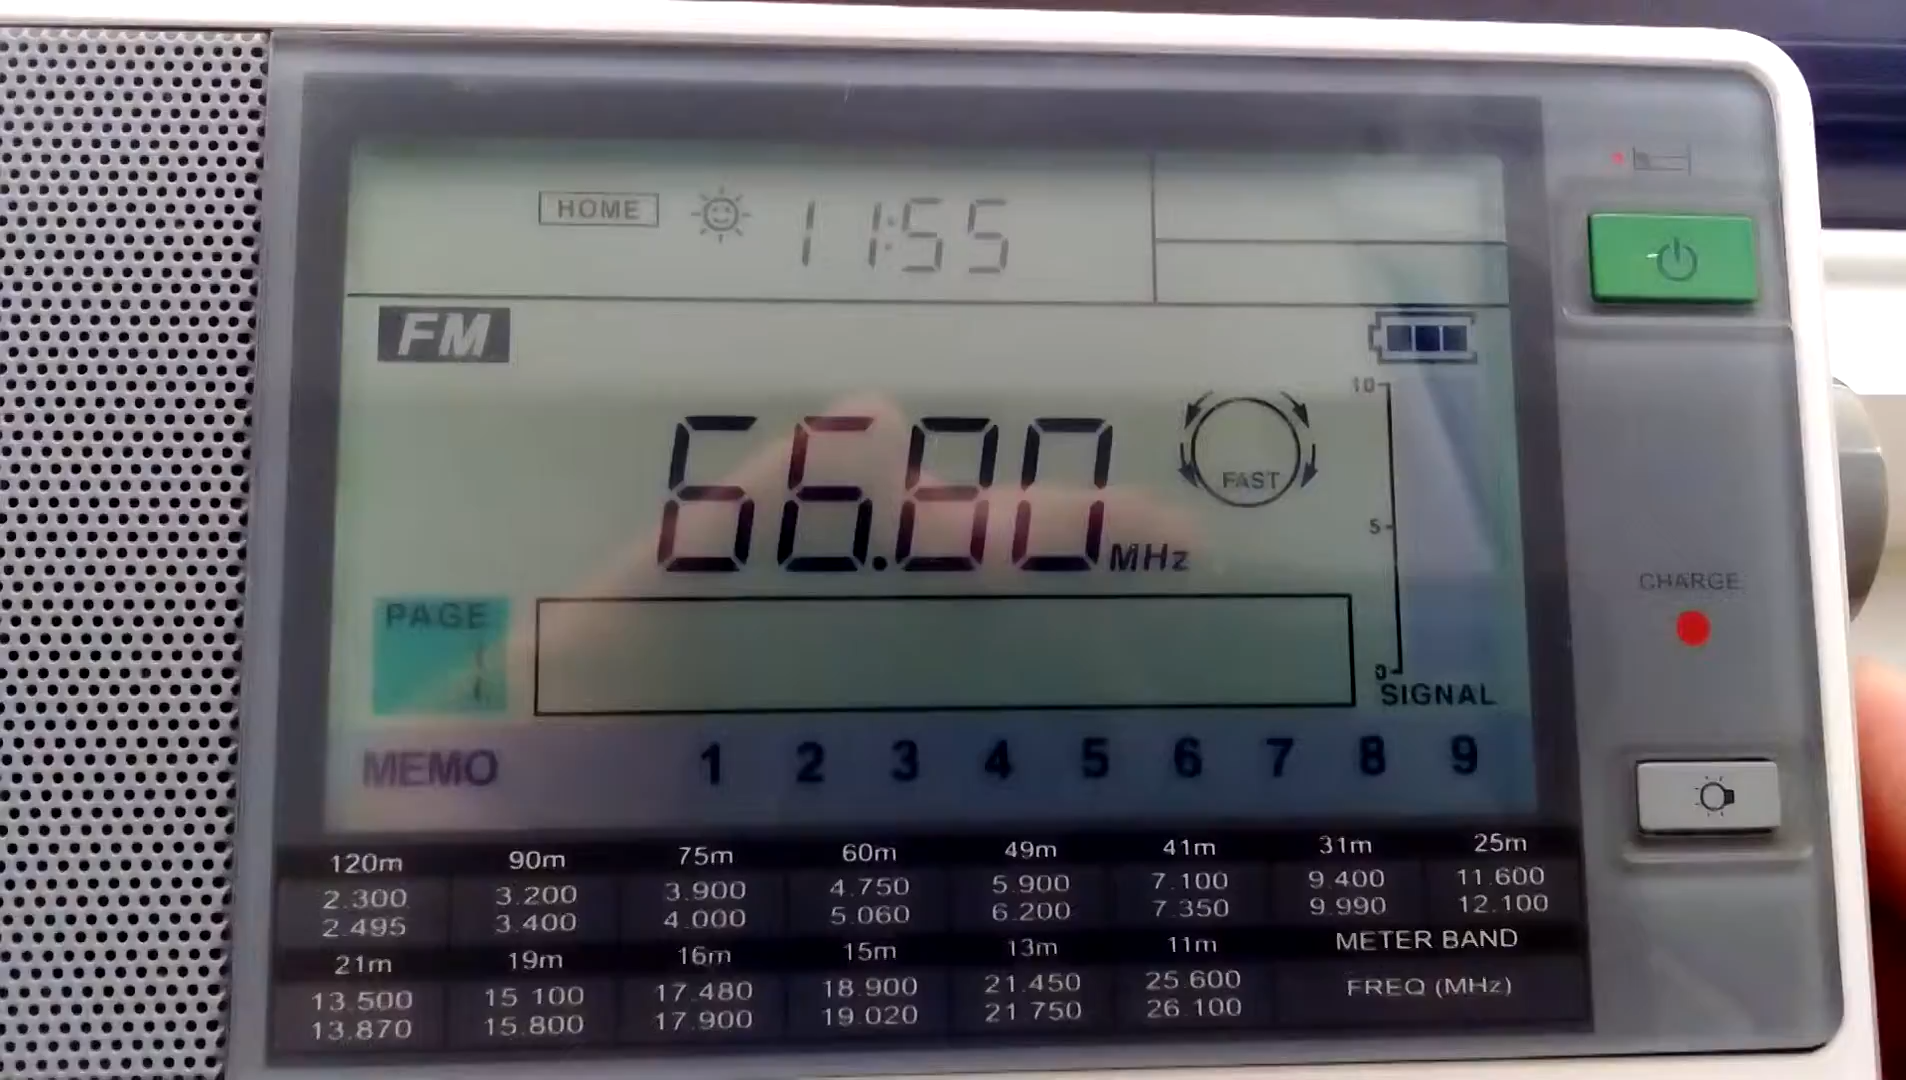 HOME 11:55
FM
66.80 MHz
FAST
10
5
0
SIGNAL
PAGE
1
MEMO 1 2 3 4 5 6 7 8 9
CHARGE
120m 90m 75m 60m 49m 41m 31m 25m
2.300 3.200 3.900 4.750 5.900 7.100 9.400 11.600
2.495 3.400 4.000 5.060 6.200 7.350 9.990 12.100
21m 19m 16m 15m 13m 11m METER BAND
13.500 15 100 17.480 18.900 21.450 25 600 FREQ (MHz)
13.870 15.800 17.900 19.020 21 750 26.100